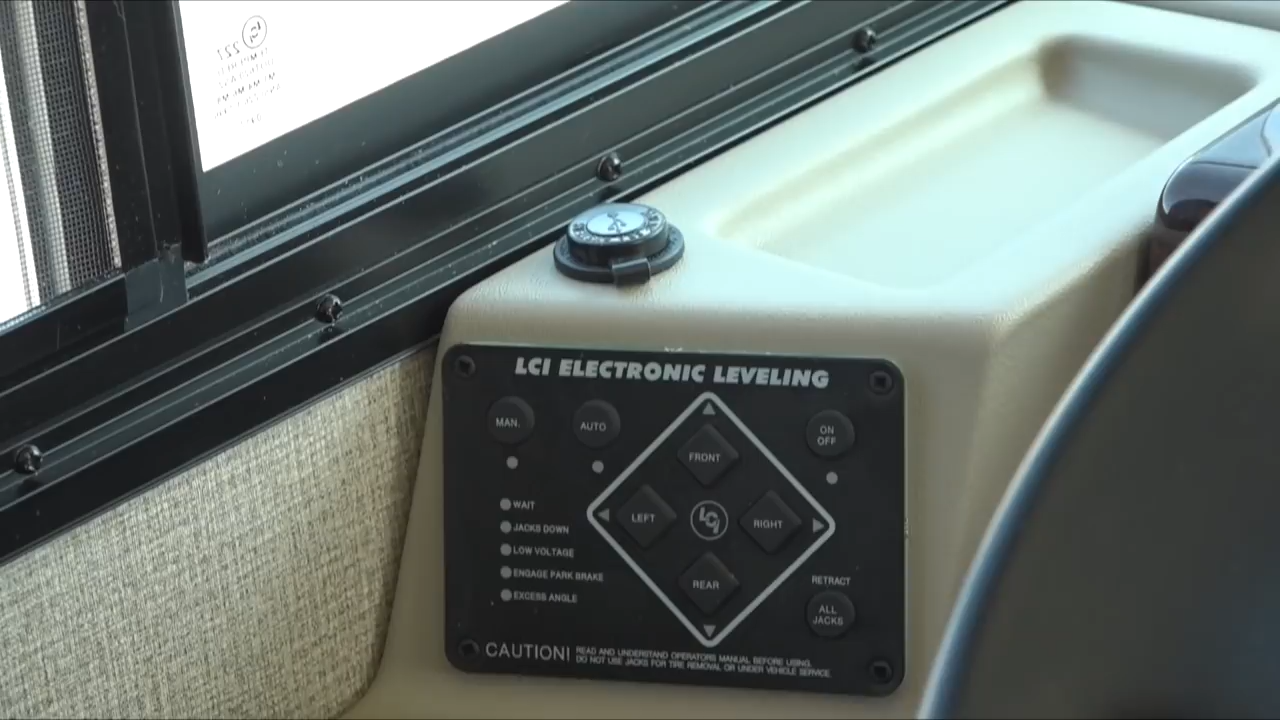 LCI ELECTRONIC LEVELING
MAN.
AUTO
ON
OFF
FRONT
LEFT
RIGHT
REAR
WAIT
JACKS DOWN
LOW VOLTAGE
ENGAGE PARK BRAKE
EXCESS ANGLE
RETRACT
ALL
JACKS
CAUTION!
READ AND UNDERSTAND OPERATORS MANUAL BEFORE USING.
DO NOT USE JACKS FOR TIRE REMOVAL OR UNDER VEHICLE SERVICE.